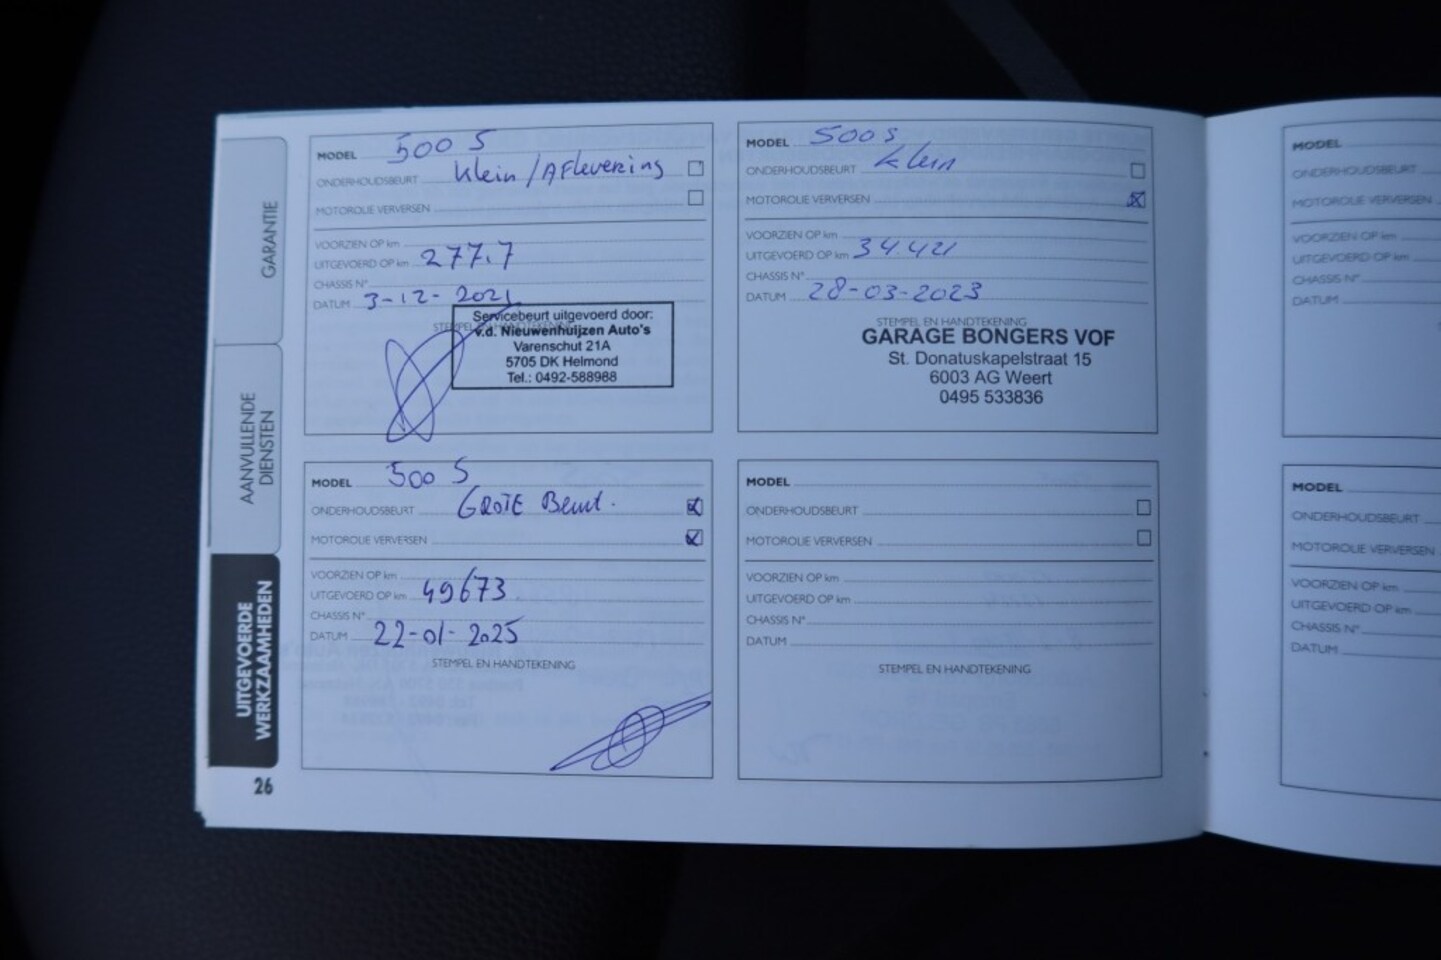 GARANTIE
AANVULLENDE
DIENSTEN
UITGEVOERDE
WERKZAAMHEDEN
26
MODEL 500 S
ONDERHOUDSBEURT Klein / AFlevering
MOTOROLIE VERVERSEN
VOORZIEN OP km
UITGEVOERD OP km 277.7
CHASSIS N°
DATUM 3-12-2021
STEMPEL EN HANDTEKENING
Servicebeurt uitgevoerd door:
v.d. Nieuwenhuijzen Auto's
Varenschut 21A
5705 DK Helmond
Tel.: 0492-588988
MODEL 500 S
ONDERHOUDSBEURT Klein
MOTOROLIE VERVERSEN
VOORZIEN OP km
UITGEVOERD OP km 34.421
CHASSIS N°
DATUM 28-03-2023
STEMPEL EN HANDTEKENING
GARAGE BONGERS VOF
St. Donatuskapelstraat 15
6003 AG Weert
0495 533836
MODEL 500 S
ONDERHOUDSBEURT GROTE Beurt.
MOTOROLIE VERVERSEN
VOORZIEN OP km
UITGEVOERD OP km 49673
CHASSIS N°
DATUM 22-01-2025
STEMPEL EN HANDTEKENING
MODEL
ONDERHOUDSBEURT
MOTOROLIE VERVERSEN
VOORZIEN OP km
UITGEVOERD OP km
CHASSIS N°
DATUM
STEMPEL EN HANDTEKENING
MODEL
ONDERHOUDSBEURT
MOTOROLIE VERVERSEN
VOORZIEN OP km
UITGEVOERD OP km
CHASSIS N°
DATUM
MODEL
ONDERHOUDSBEURT
MOTOROLIE VERVERSEN
VOORZIEN OP km
UITGEVOERD OP km
CHASSIS N°
DATUM